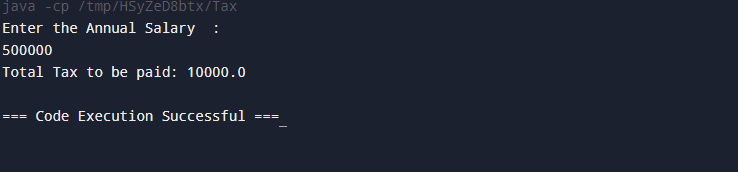 java -cp /tmp/HSyZeD8btx/Tax
Enter the Annual Salary  :
500000
Total Tax to be paid: 10000.0
=== Code Execution Successful ===_